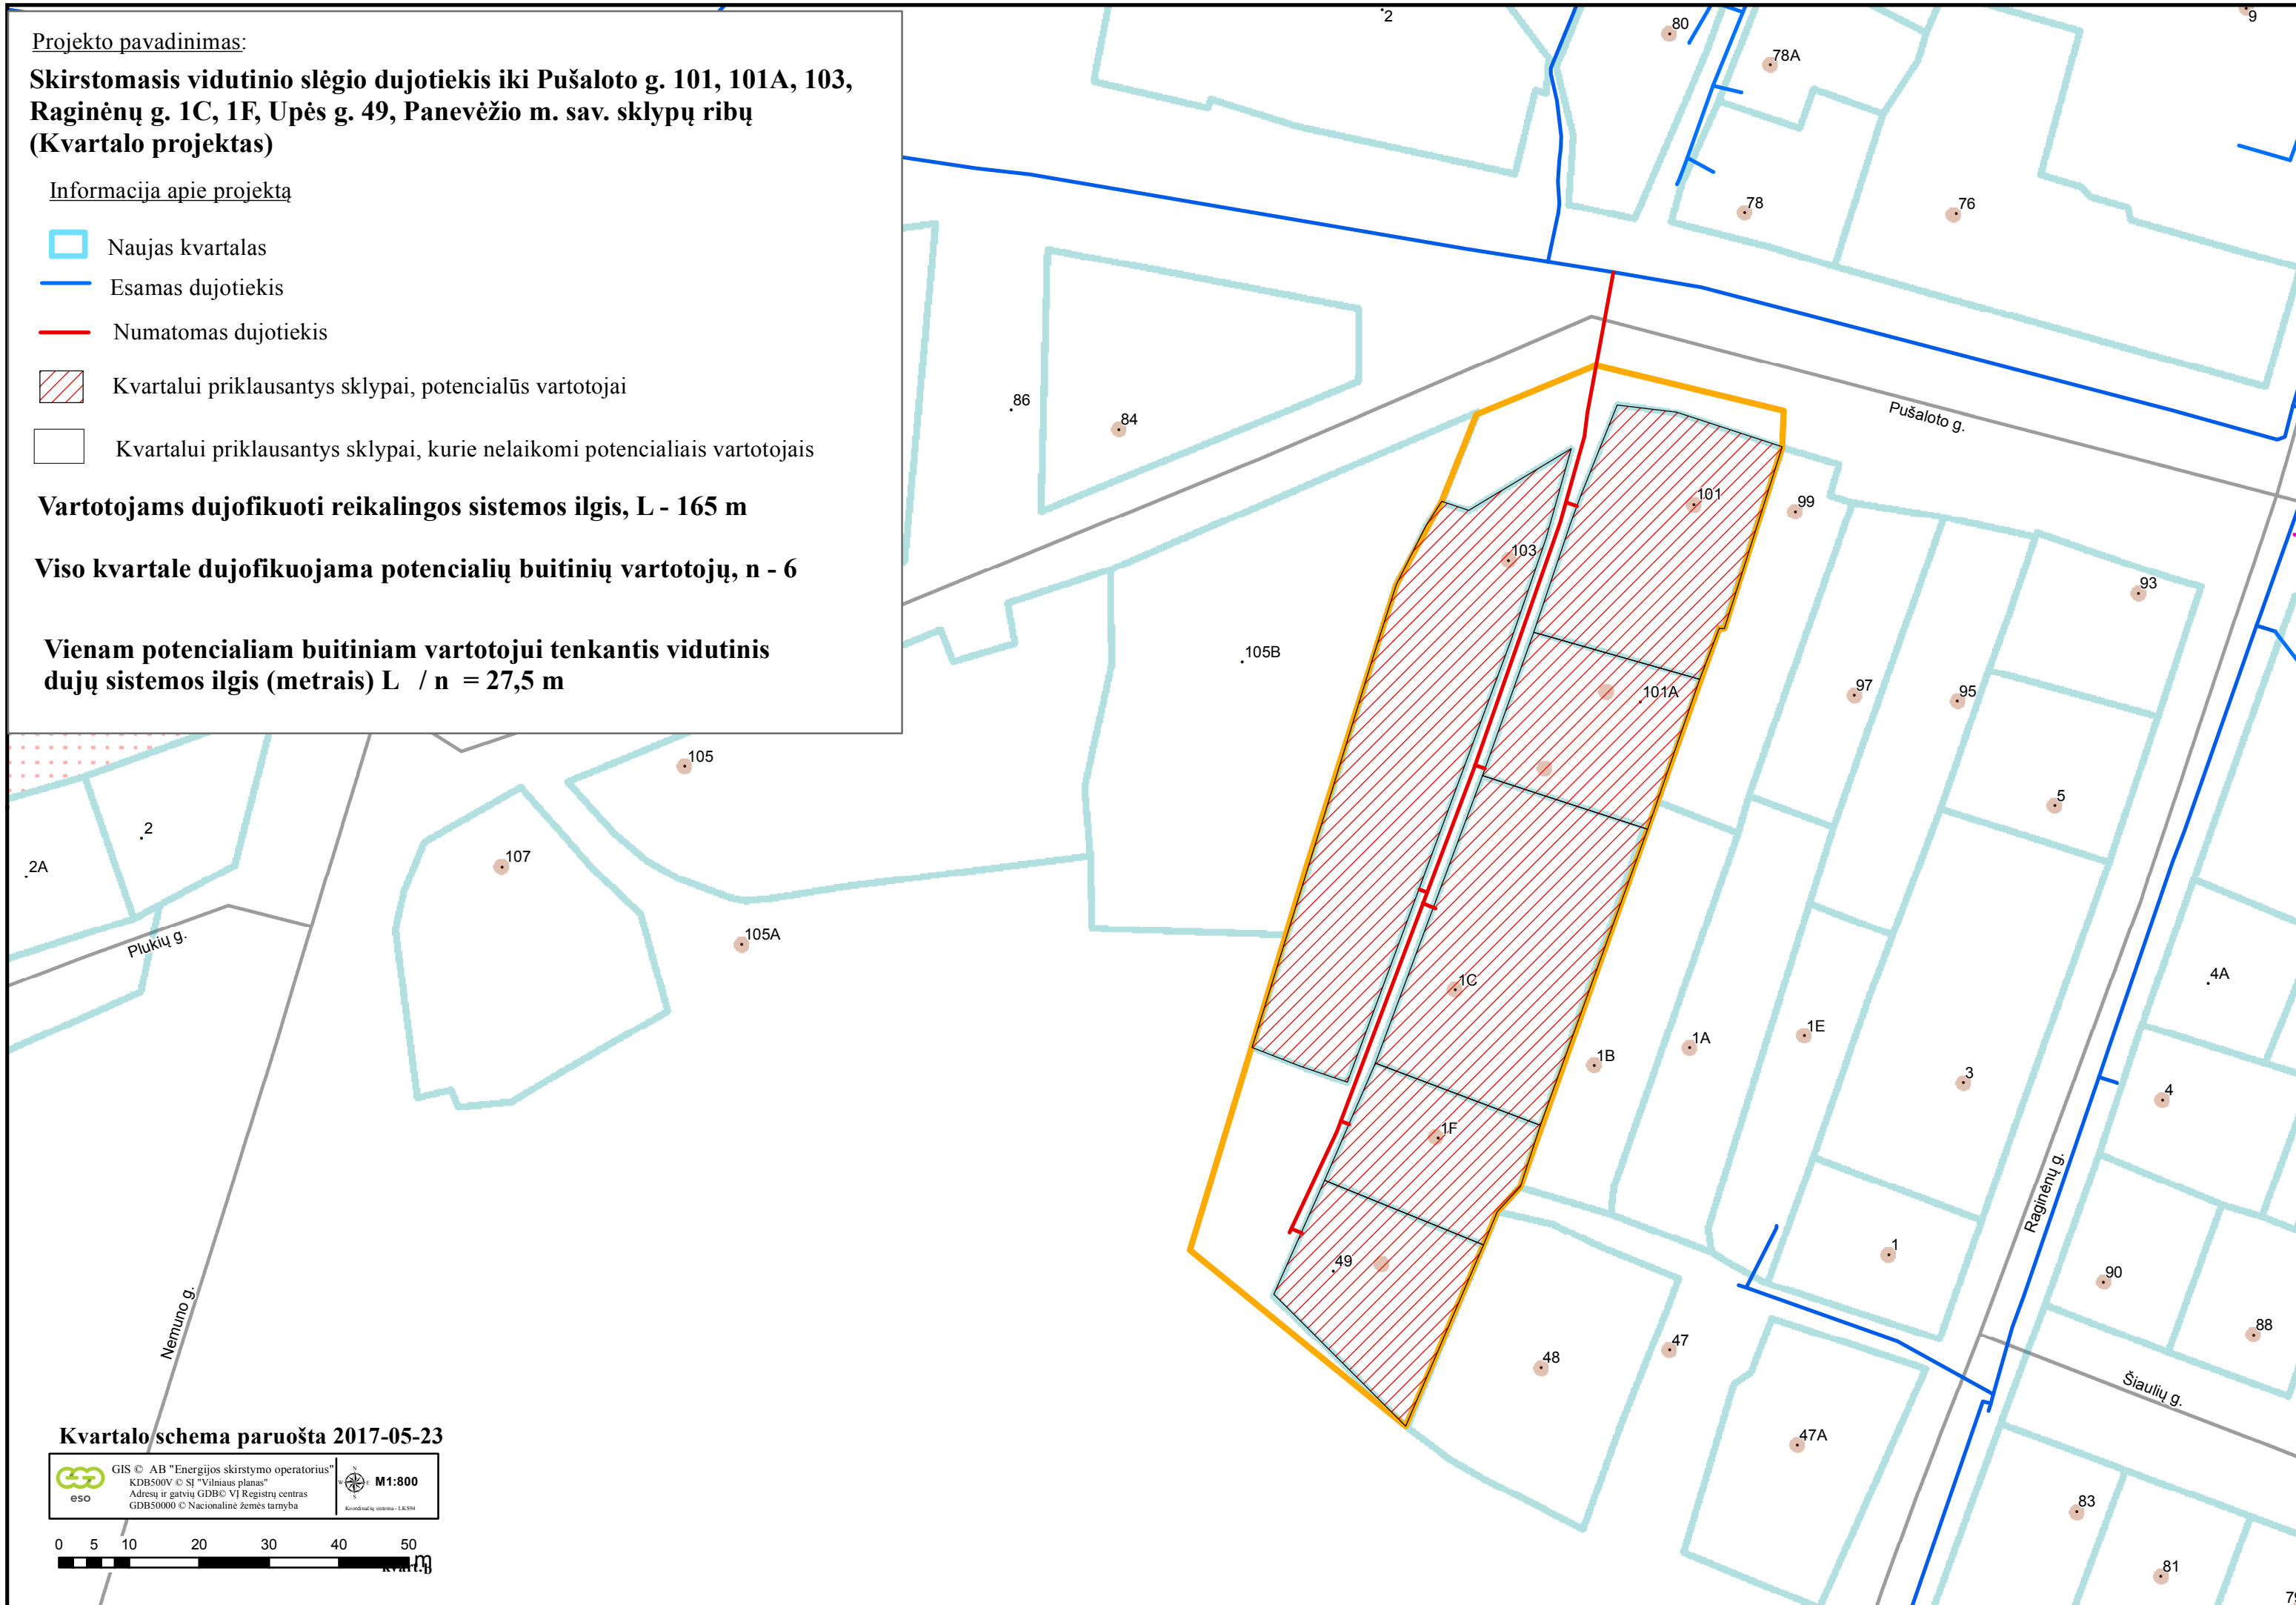 Projekto pavadinimas:
Skirstomasis vidutinio slėgio dujotiekis iki Pušaloto g. 101, 101A, 103,
Raginėnų g. 1C, 1F, Upės g. 49, Panevėžio m. sav. sklypų ribų
(Kvartalo projektas)
Informacija apie projektą
Naujas kvartalas
Esamas dujotiekis
Numatomas dujotiekis
Kvartalui priklausantys sklypai, potencialūs vartotojai
Kvartalui priklausantys sklypai, kurie nelaikomi potencialiais vartotojais
Vartotojams dujofikuoti reikalingos sistemos ilgis, L - 165 m
Viso kvartale dujofikuojama potencialių buitinių vartotojų, n - 6
Vienam potencialiam buitiniam vartotojui tenkantis vidutinis
dujų sistemos ilgis (metrais) L / n = 27,5 m
2
80
78A
9
78
76
86
84
Pušaloto g.
101
99
103
93
105B
101A
97
95
105
5
2
2A
107
Plukių g.
105A
1C
4A
1B
1A
1E
3
4
1F
Raginėnų g.
49
1
90
88
Nemuno g.
48
47
Šiaulių g.
47A
83
81
79
Kvartalo schema paruošta 2017-05-23
eso
GIS © AB "Energijos skirstymo operatorius"
KDB500V © SĮ "Vilniaus planas"
Adresų ir gatvių GDB© VĮ Registrų centras
GDB50000 © Nacionalinė žemės tarnyba
N
W
E
S
M1:800
Koordinačių sistema - LKS94
0 5 10 20 30 40 50
m